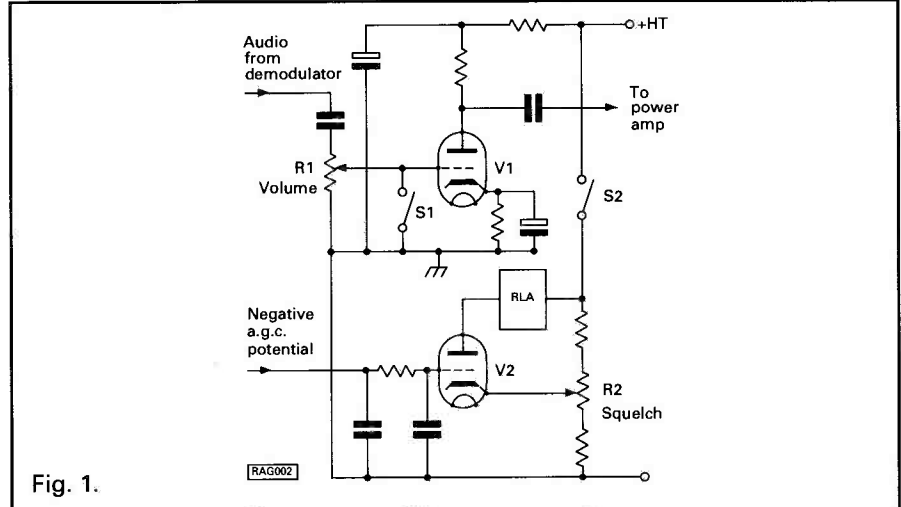 Audio
from
demodulator
+HT
To
power
amp
R1
Volume
V1
S1
S2
RLA
Negative
a.g.c.
potential
V2
R2
Squelch
RAG002
Fig. 1.